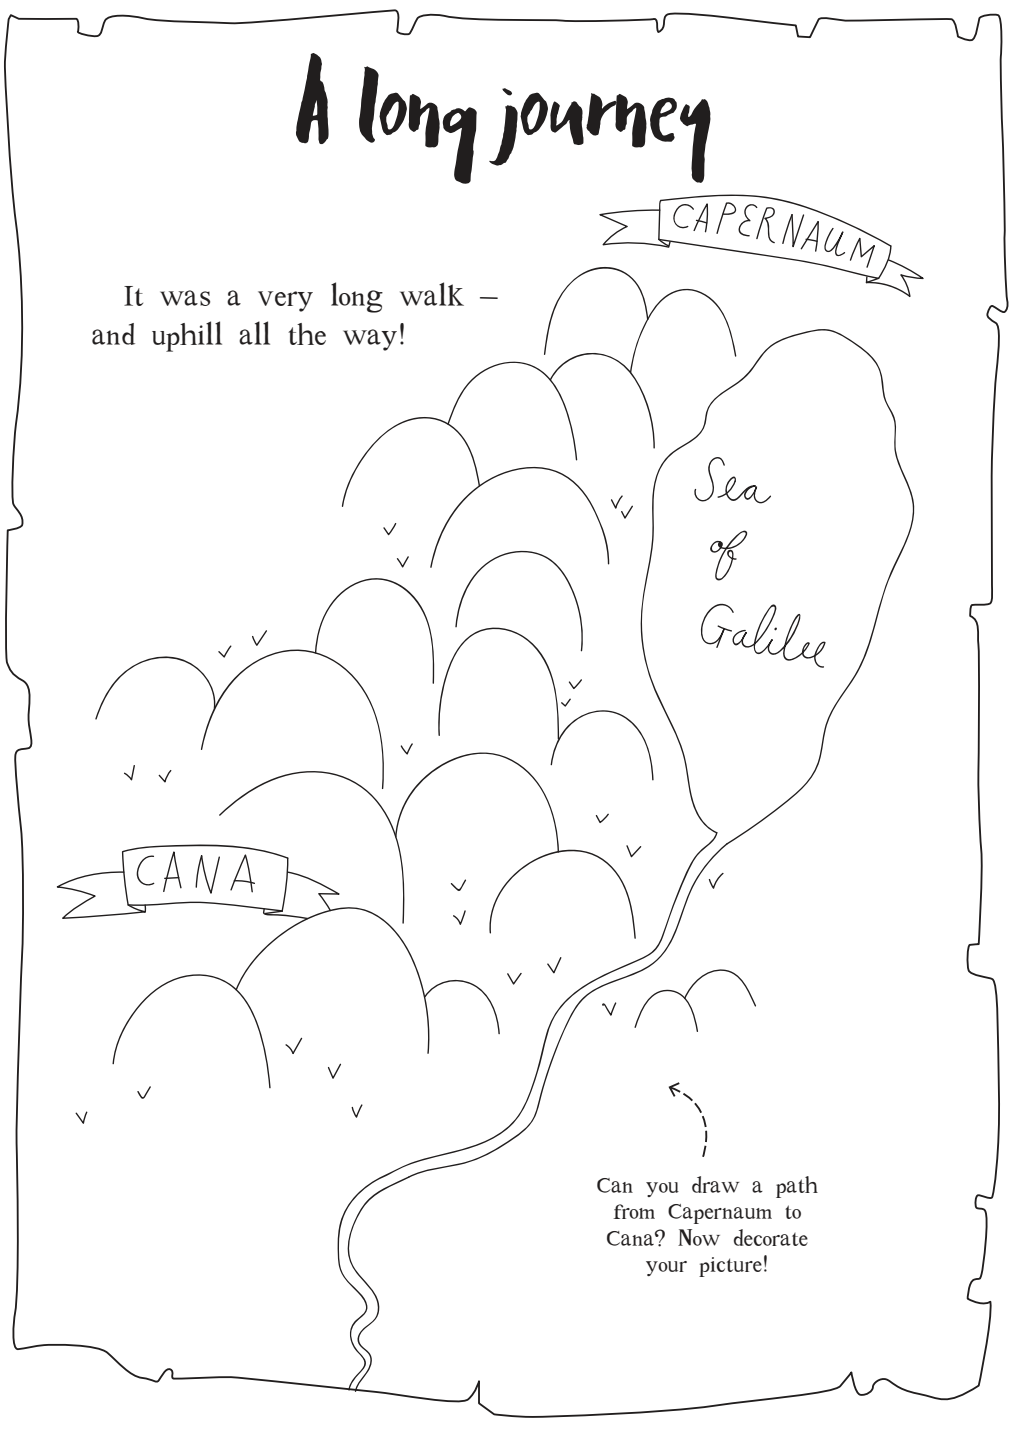 A long journey
CAPERNAUM
It was a very long walk –
and uphill all the way!
Sea
of
Galilee
CANA
Can you draw a path
from Capernaum to
Cana? Now decorate
your picture!